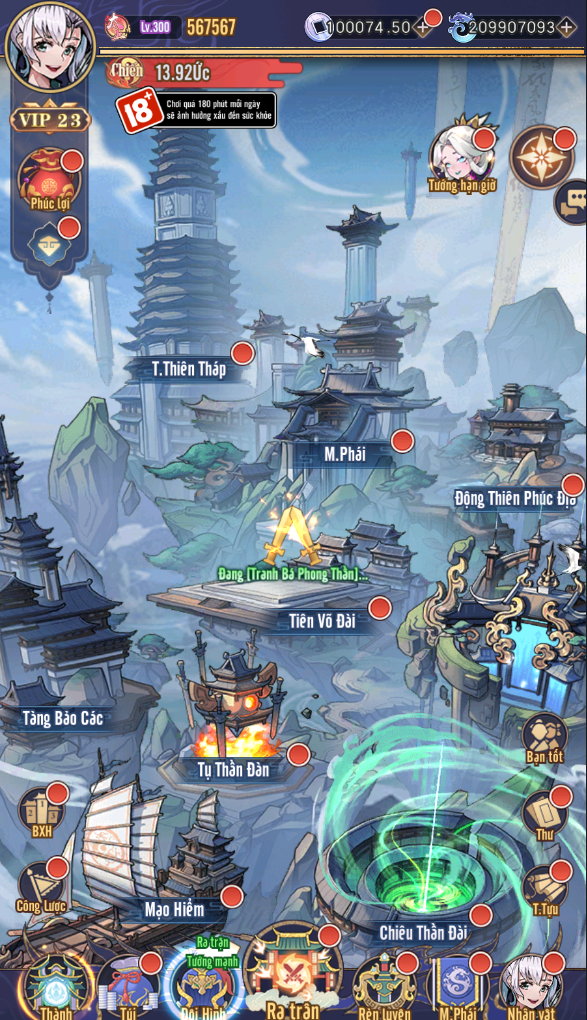 Lv.300
567567
100074.50
209907093
Chiến 13.92Ức
18+
Chơi quá 180 phút mỗi ngày
sẽ ảnh hưởng xấu đến sức khỏe
VIP 23
Phúc lợi
Tướng hạn giờ
T.Thiên Tháp
M.Phái
Động Thiên Phúc Địa
Đang [Tranh Bá Phong Thần]...
Tiên Võ Đài
Tàng Bảo Các
Tụ Thần Đàn
Bạn tốt
BXH
Thư
Công Lược
Mạo Hiểm
T.Tựu
Chiêu Thần Đài
Ra trận
Tướng mạnh
Thành
Túi
Đội Hình
Ra trận
Rèn luyện
M.Phái
Nhân vật